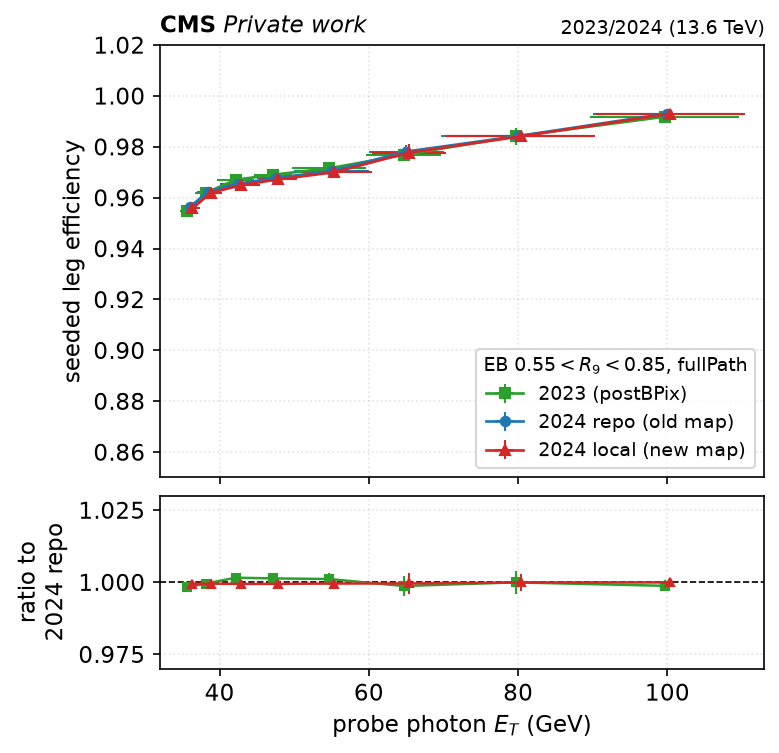 CMS Private work
2023/2024 (13.6 TeV)
1.02
1.00
0.98
0.96
0.94
0.92
0.90
0.88
0.86
seeded leg efficiency
EB 0.55 < R₉ < 0.85, fullPath
2023 (postBPix)
2024 repo (old map)
2024 local (new map)
1.025
1.000
0.975
ratio to
2024 repo
40 60 80 100
probe photon E_T (GeV)